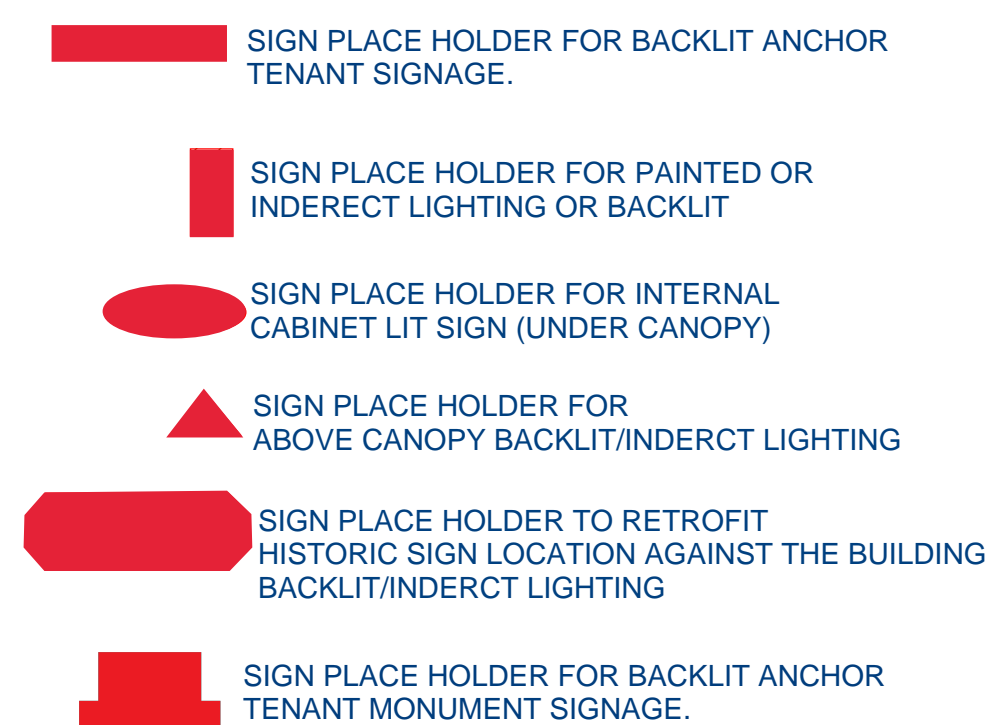 SIGN PLACE HOLDER FOR BACKLIT ANCHOR
TENANT SIGNAGE.
SIGN PLACE HOLDER FOR PAINTED OR
INDERECT LIGHTING OR BACKLIT
SIGN PLACE HOLDER FOR INTERNAL
CABINET LIT SIGN (UNDER CANOPY)
SIGN PLACE HOLDER FOR
ABOVE CANOPY BACKLIT/INDERCT LIGHTING
SIGN PLACE HOLDER TO RETROFIT
HISTORIC SIGN LOCATION AGAINST THE BUILDING
BACKLIT/INDERCT LIGHTING
SIGN PLACE HOLDER FOR BACKLIT ANCHOR
TENANT MONUMENT SIGNAGE.